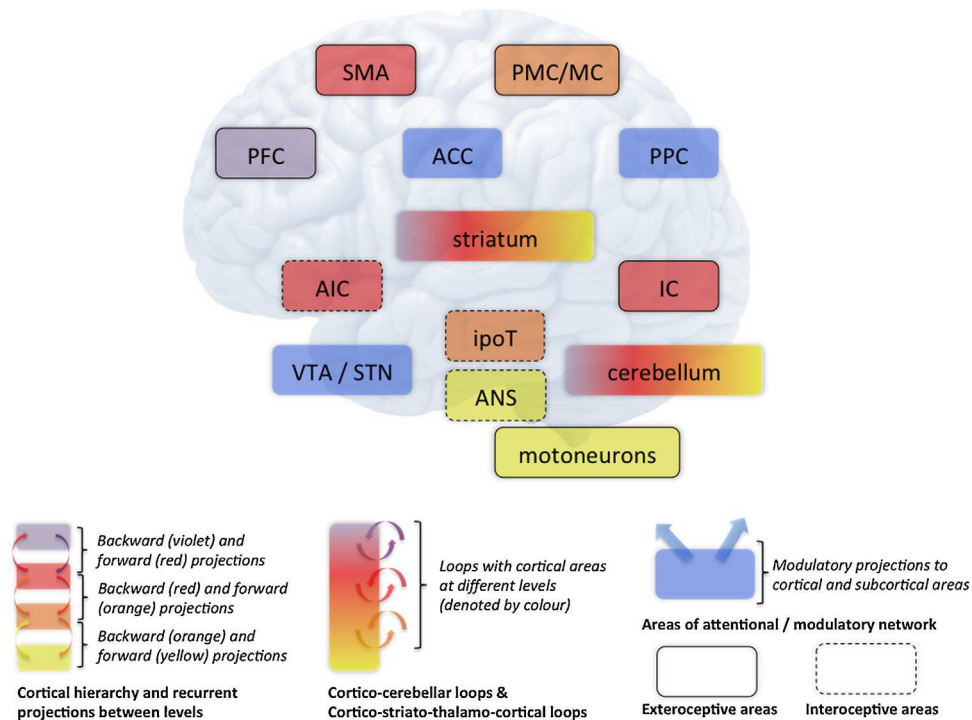 SMA
PMC/MC
PFC
ACC
PPC
striatum
AIC
IC
ipoT
VTA / STN
cerebellum
ANS
motoneurons
Backward (violet) and
forward (red) projections
Backward (red) and forward
(orange) projections
Backward (orange) and
forward (yellow) projections
Cortical hierarchy and recurrent
projections between levels
Loops with cortical areas
at different levels
(denoted by colour)
Cortico-cerebellar loops &
Cortico-striato-thalamo-cortical loops
Modulatory projections to
cortical and subcortical areas
Areas of attentional / modulatory network
Exteroceptive areas
Interoceptive areas